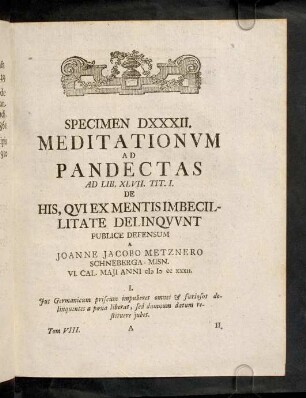 SPECIMEN DXXXII.
MEDITATIONVM
AD
PANDECTAS
AD LIB. XLVII. TIT. I.
DE
HIS, QVI EX MENTIS IMBECIL-
LITATE DELINQVVNT
PUBLICE DEFENSUM
A
JOANNE JACOBO METZNERO
SCHNEBERGA-MISN.
VI. CAL. MAJI ANNI cIɔ Iɔ cc xxxii.
I.
Jus Germanicum priscum impuberes omnes & furiosos de-
linquentes a pœna liberat, sed damnum datum re-
stituere jubet.
Tom VIII. A II.